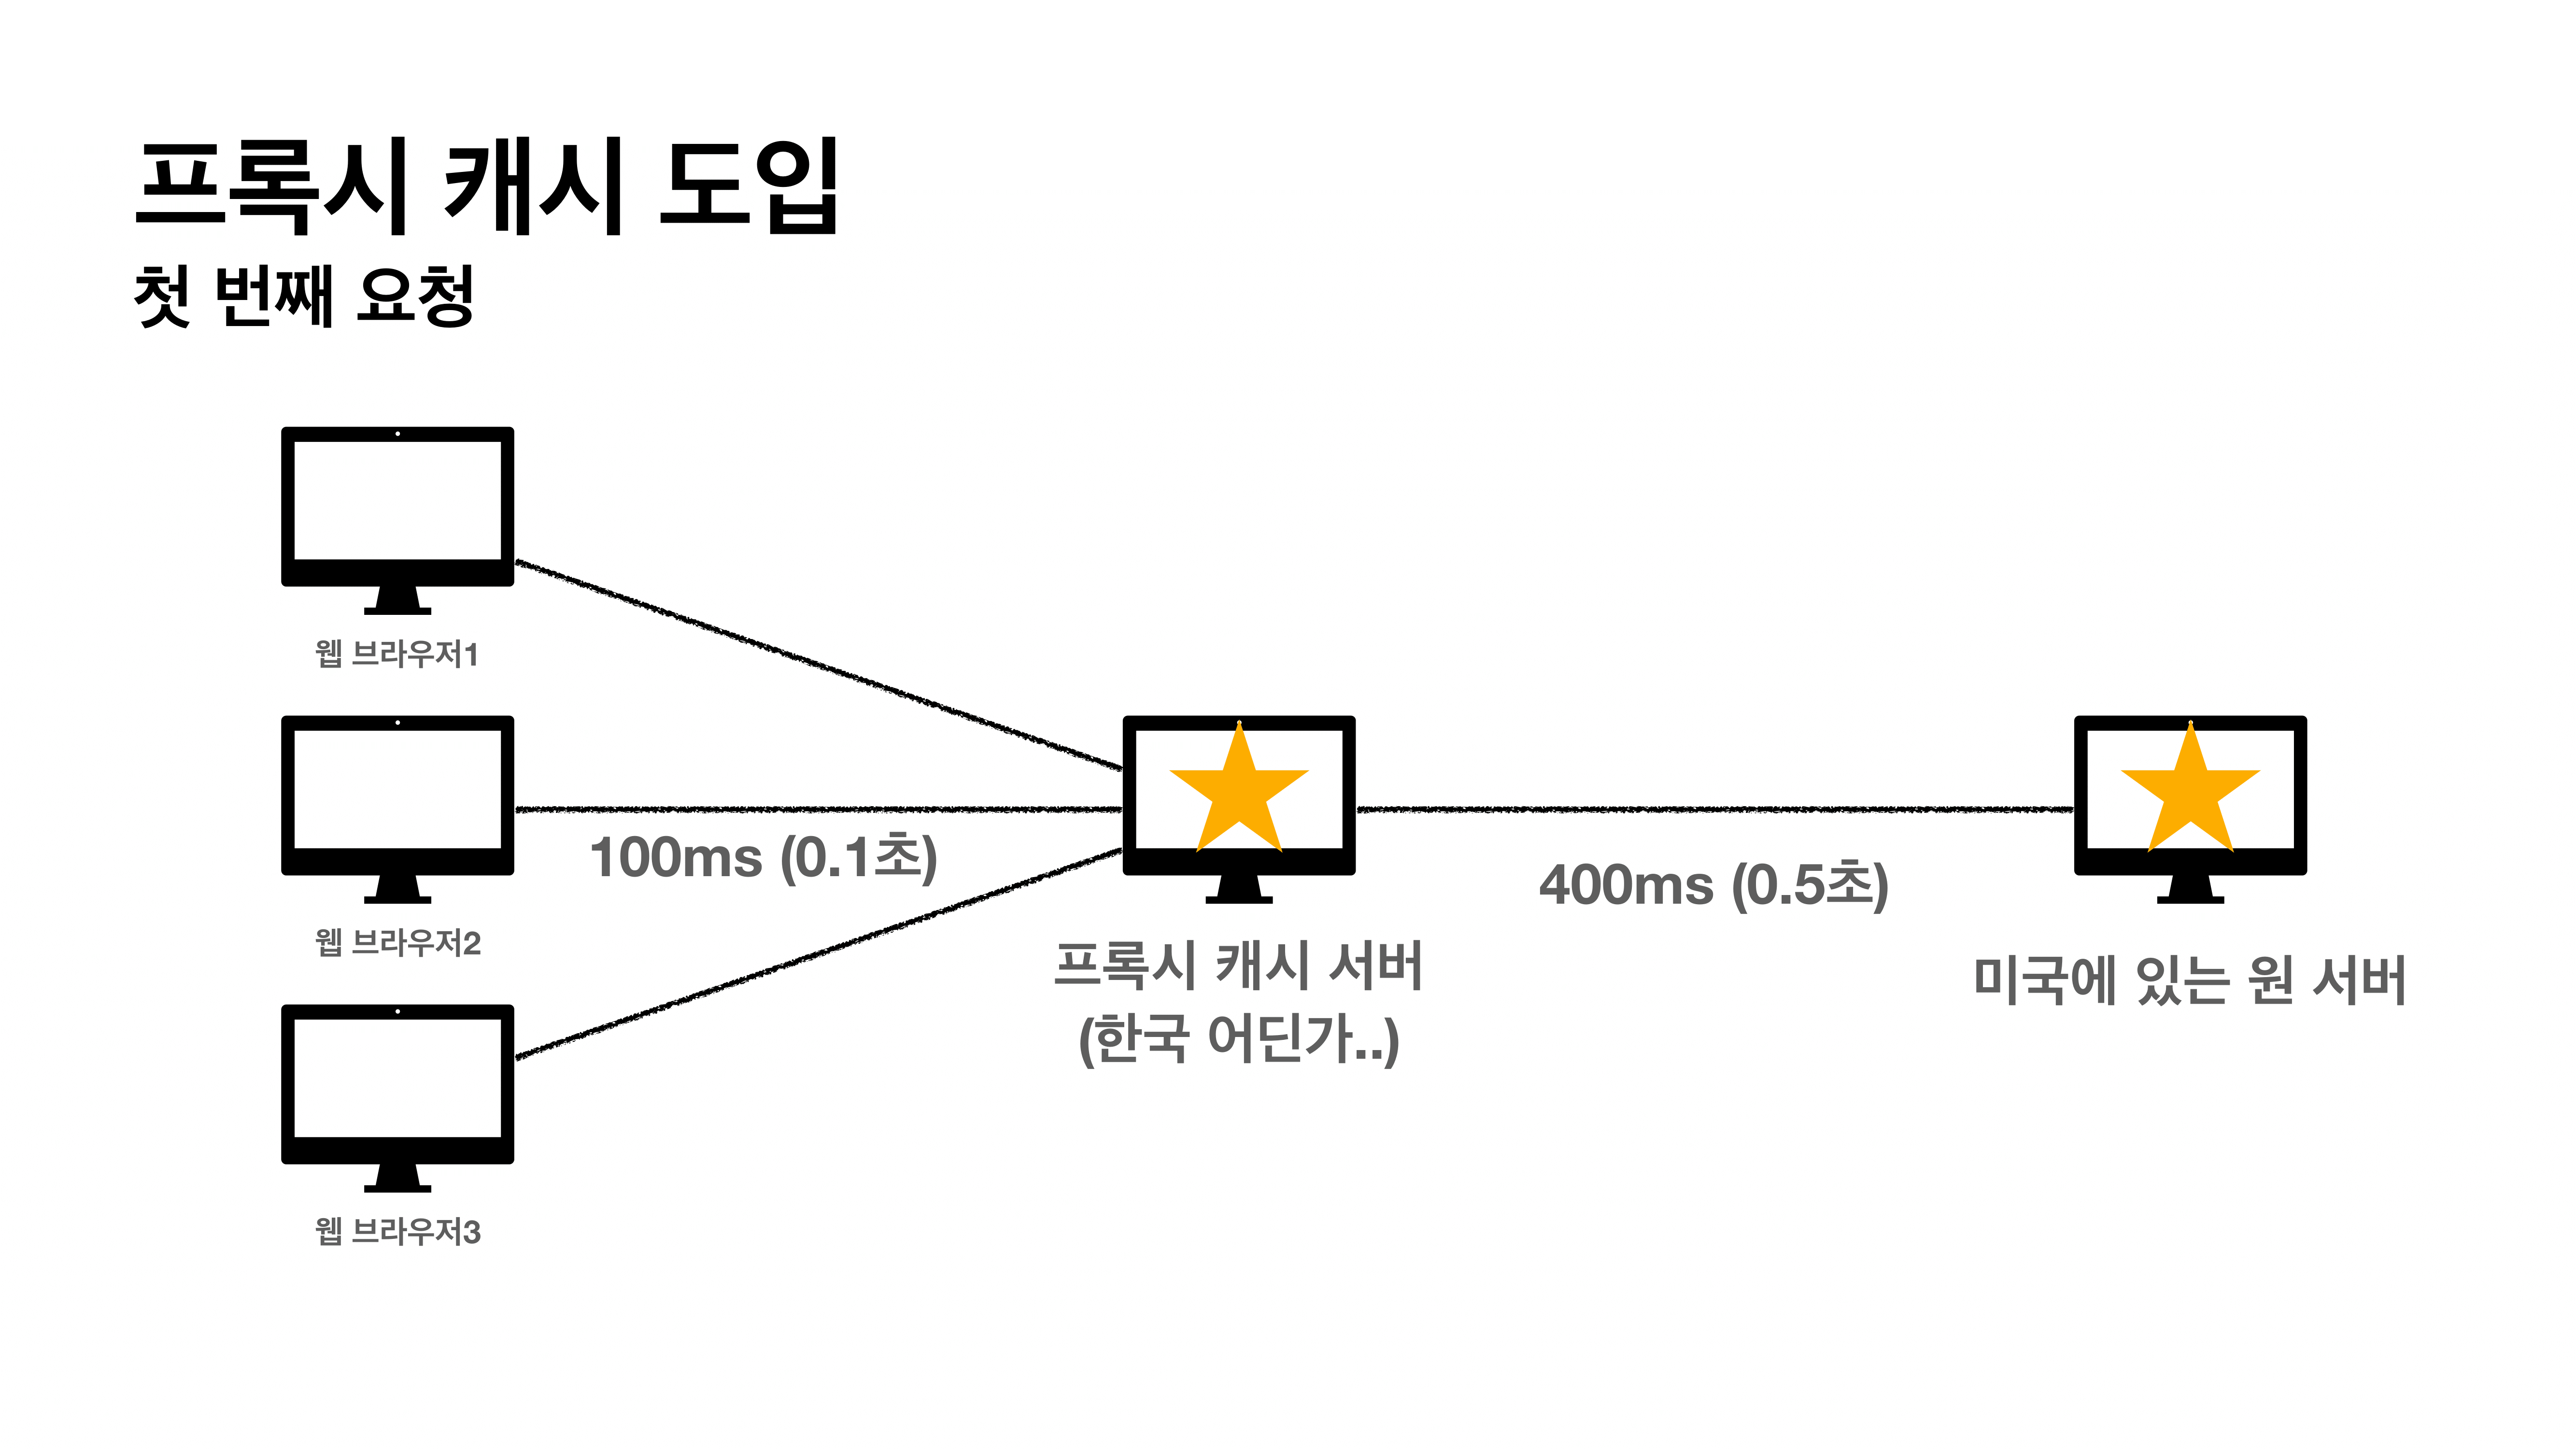 프록시 캐시 도입
첫 번째 요청
웹 브라우저1
웹 브라우저2
100ms (0.1초)
웹 브라우저3
프록시 캐시 서버
(한국 어딘가..)
400ms (0.5초)
미국에 있는 원 서버